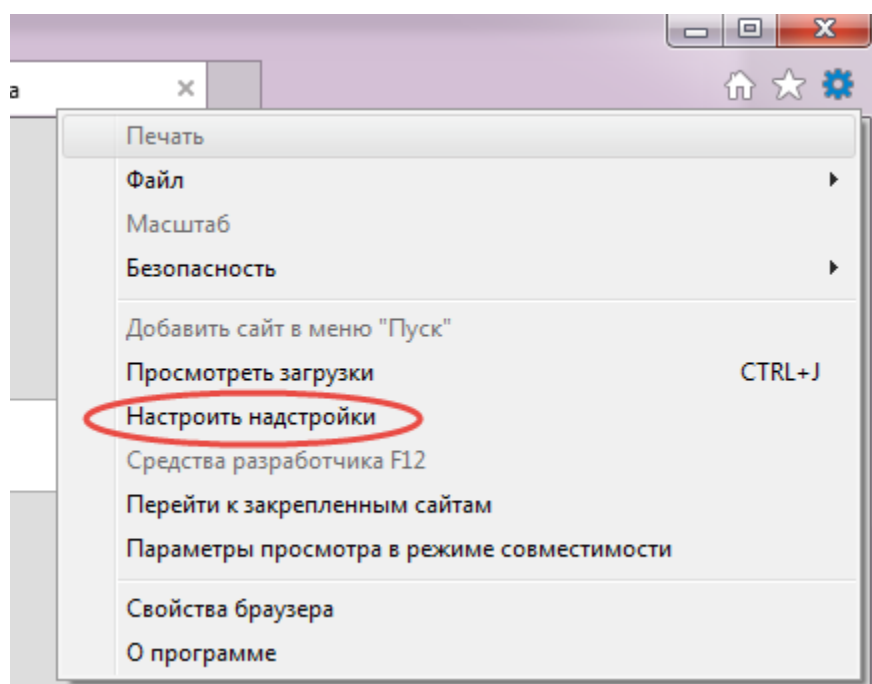 а
Печать
Файл
Масштаб
Безопасность
Добавить сайт в меню "Пуск"
Просмотреть загрузки CTRL+J
Настроить надстройки
Средства разработчика F12
Перейти к закрепленным сайтам
Параметры просмотра в режиме совместимости
Свойства браузера
О программе